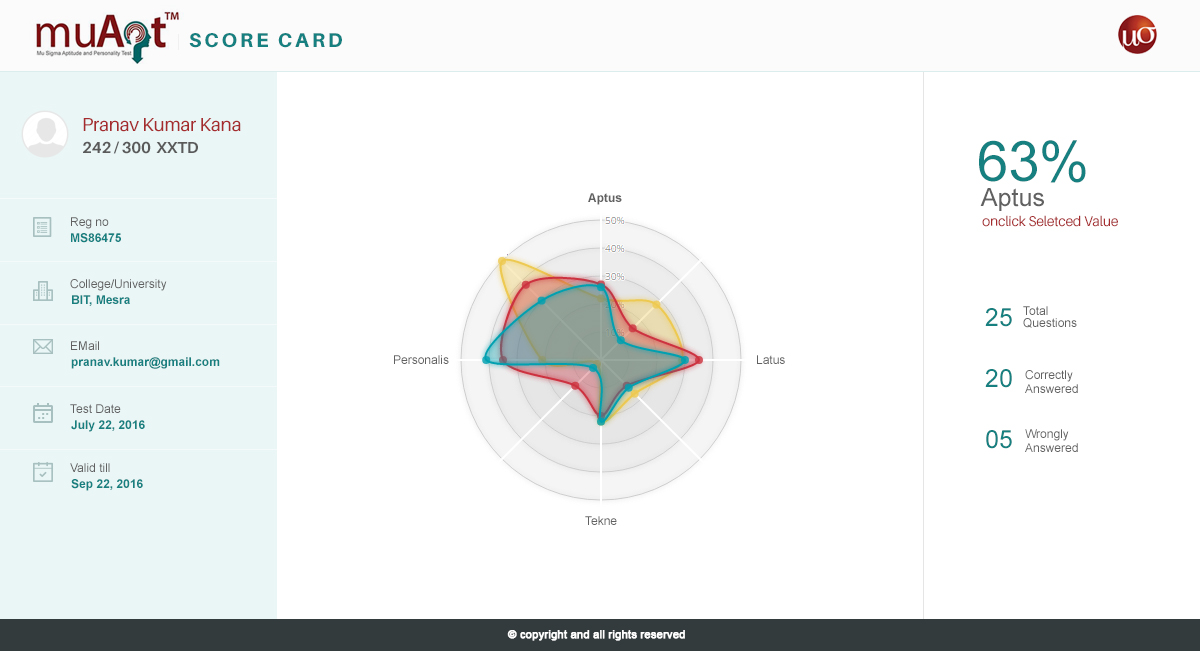 muApt™
Mu Sigma Aptitude and Personality Test
SCORE CARD
μσ
Pranav Kumar Kana
242 / 300 XXTD
Reg no
MS86475
College/University
BIT, Mesra
EMail
pranav.kumar@gmail.com
Test Date
July 22, 2016
Valid till
Sep 22, 2016
Aptus
50%
40%
30%
Personalis
Latus
Tekne
63%
Aptus
onclick Seletced Value
25 Total
Questions
20 Correctly
Answered
05 Wrongly
Answered
© copyright and all rights reserved